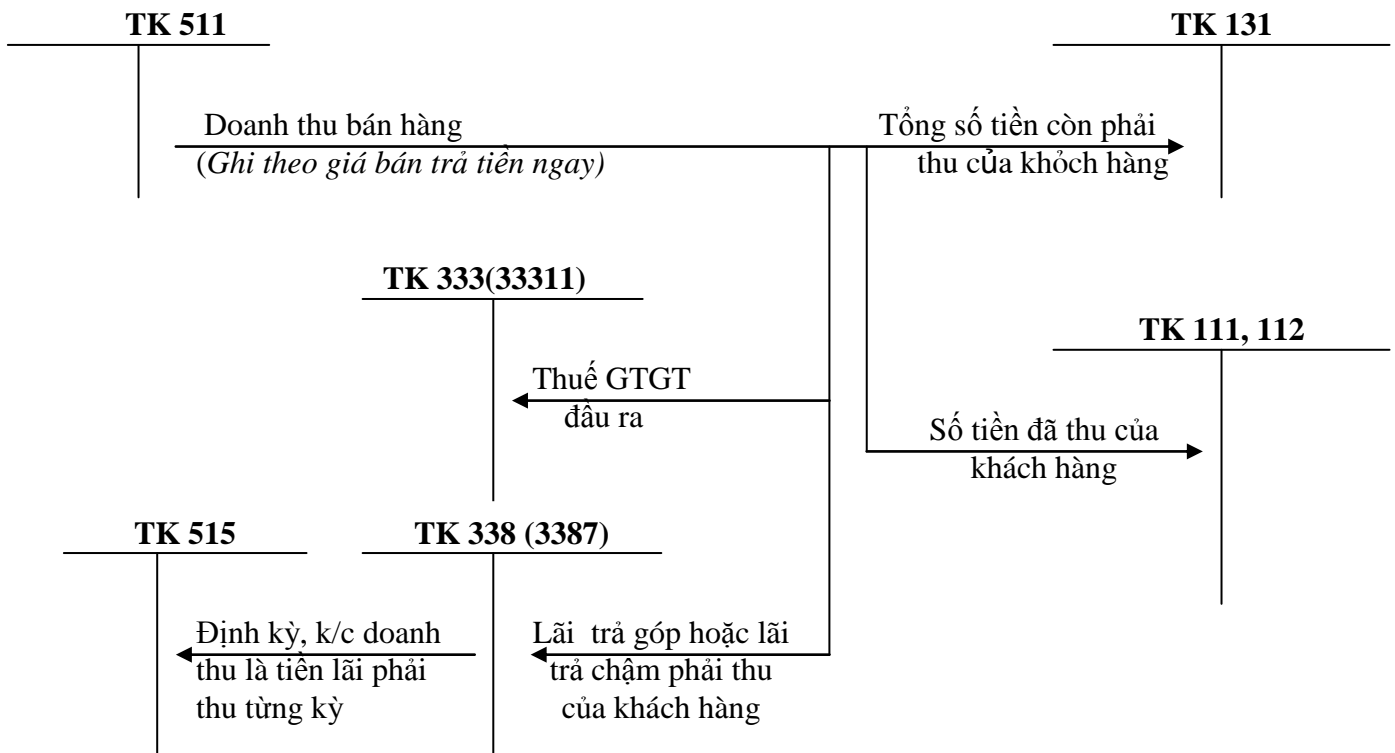 TK 511
TK 131
Doanh thu bán hàng
(Ghi theo giá bán trả tiền ngay)
Tổng số tiền còn phải
thu của khỏch hàng
TK 333(33311)
TK 111, 112
Thuế GTGT
đầu ra
Số tiền đã thu của
khách hàng
TK 515
TK 338 (3387)
Định kỳ, k/c doanh
thu là tiền lãi phải
thu từng kỳ
Lãi trả góp hoặc lãi
trả chậm phải thu
của khách hàng